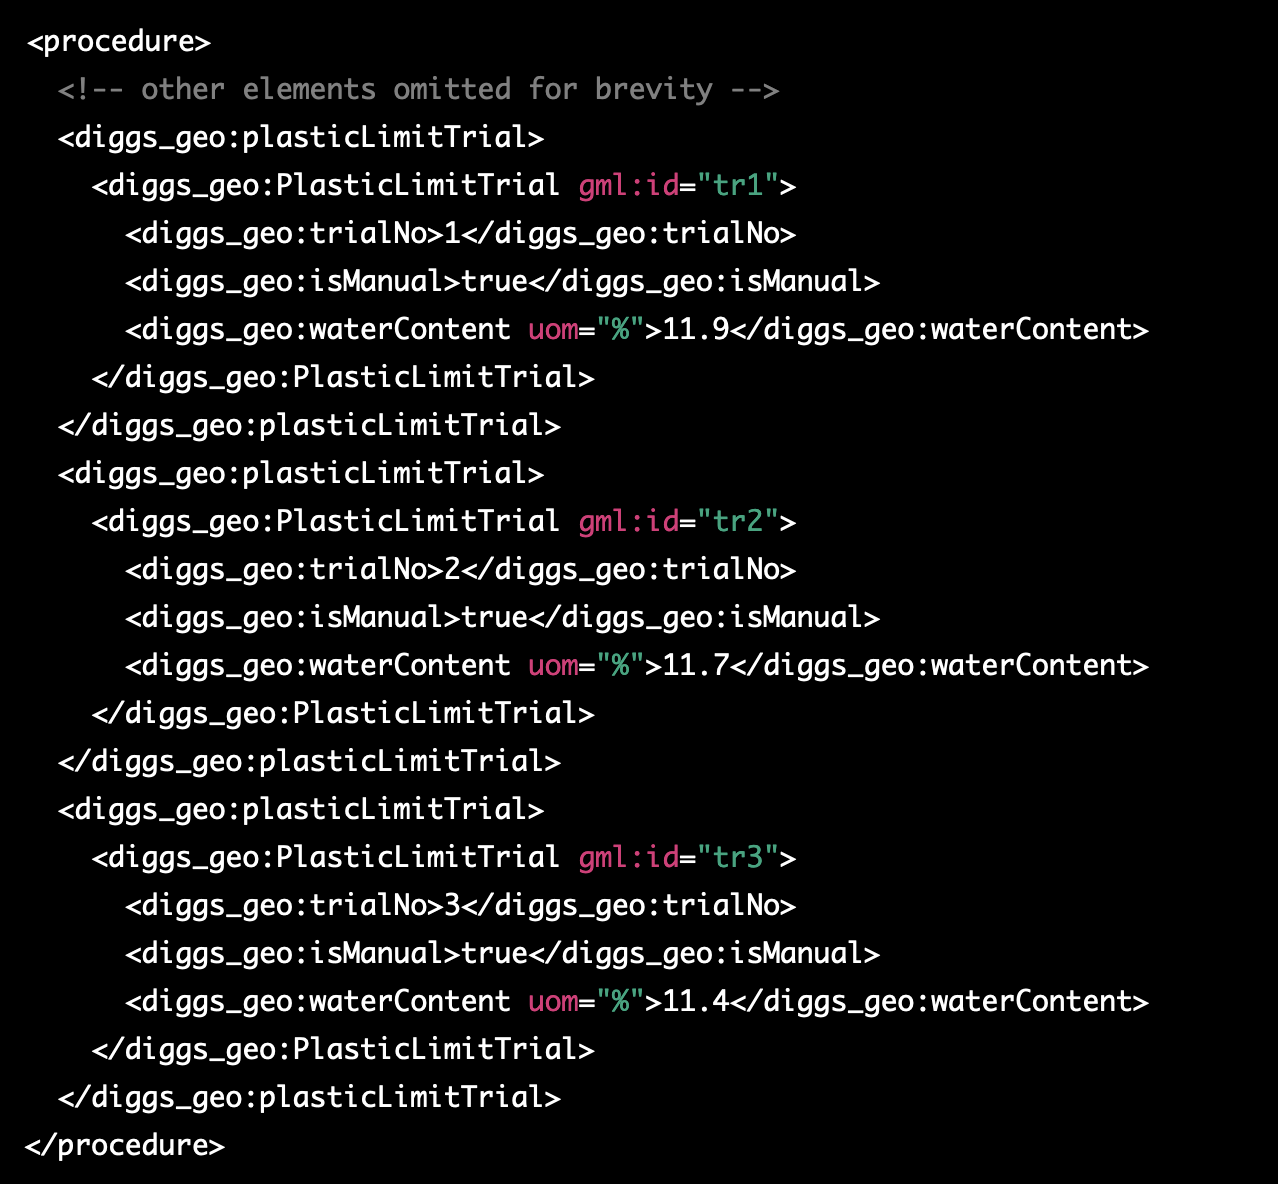 <procedure>
  <!-- other elements omitted for brevity -->
  <diggs_geo:plasticLimitTrial>
    <diggs_geo:PlasticLimitTrial gml:id="tr1">
      <diggs_geo:trialNo>1</diggs_geo:trialNo>
      <diggs_geo:isManual>true</diggs_geo:isManual>
      <diggs_geo:waterContent uom="%">11.9</diggs_geo:waterContent>
    </diggs_geo:PlasticLimitTrial>
  </diggs_geo:plasticLimitTrial>
  <diggs_geo:plasticLimitTrial>
    <diggs_geo:PlasticLimitTrial gml:id="tr2">
      <diggs_geo:trialNo>2</diggs_geo:trialNo>
      <diggs_geo:isManual>true</diggs_geo:isManual>
      <diggs_geo:waterContent uom="%">11.7</diggs_geo:waterContent>
    </diggs_geo:PlasticLimitTrial>
  </diggs_geo:plasticLimitTrial>
  <diggs_geo:plasticLimitTrial>
    <diggs_geo:PlasticLimitTrial gml:id="tr3">
      <diggs_geo:trialNo>3</diggs_geo:trialNo>
      <diggs_geo:isManual>true</diggs_geo:isManual>
      <diggs_geo:waterContent uom="%">11.4</diggs_geo:waterContent>
    </diggs_geo:PlasticLimitTrial>
  </diggs_geo:plasticLimitTrial>
</procedure>